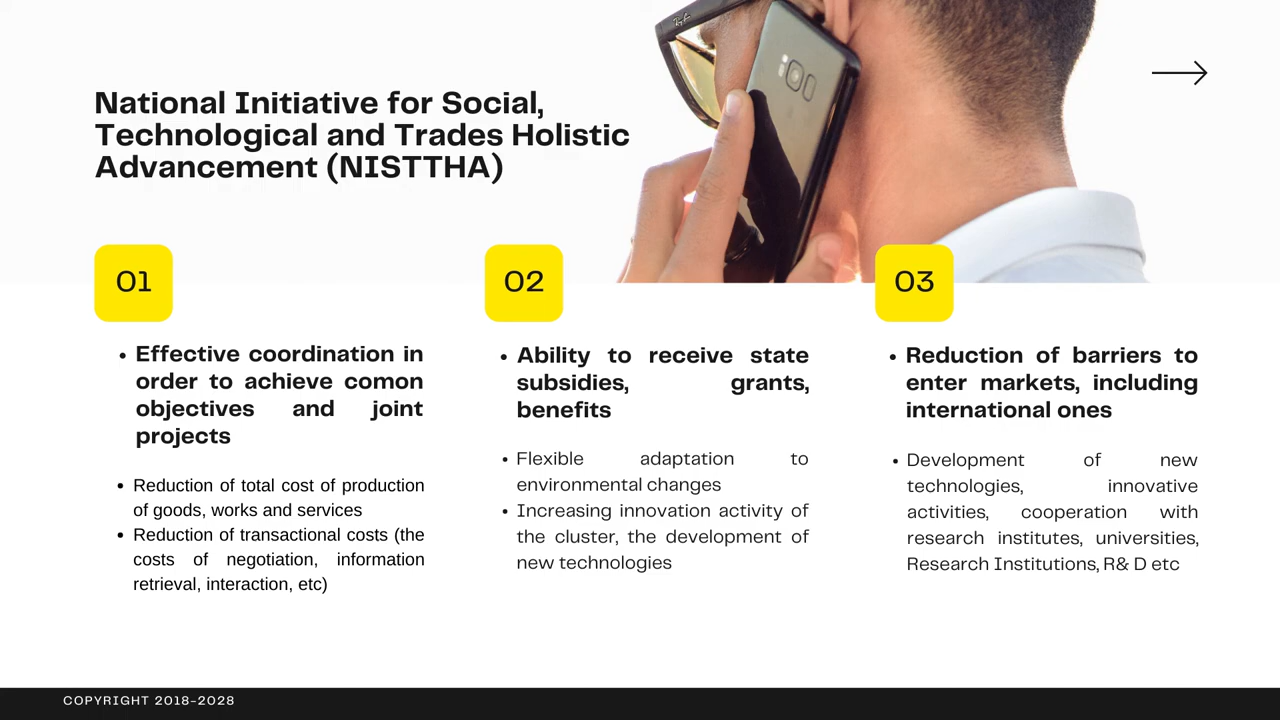 Ray-Ban
National Initiative for Social,
Technological and Trades Holistic
Advancement (NISTTHA)
01
• Effective coordination in
order to achieve comon
objectives and joint
projects
• Reduction of total cost of production
of goods, works and services
• Reduction of transactional costs (the
costs of negotiation, information
retrieval, interaction, etc)
02
• Ability to receive state
subsidies, grants,
benefits
• Flexible adaptation to
environmental changes
• Increasing innovation activity of
the cluster, the development of
new technologies
03
• Reduction of barriers to
enter markets, including
international ones
• Development of new
technologies, innovative
activities, cooperation with
research institutes, universities,
Research Institutions, R& D etc
COPYRIGHT 2018-2028